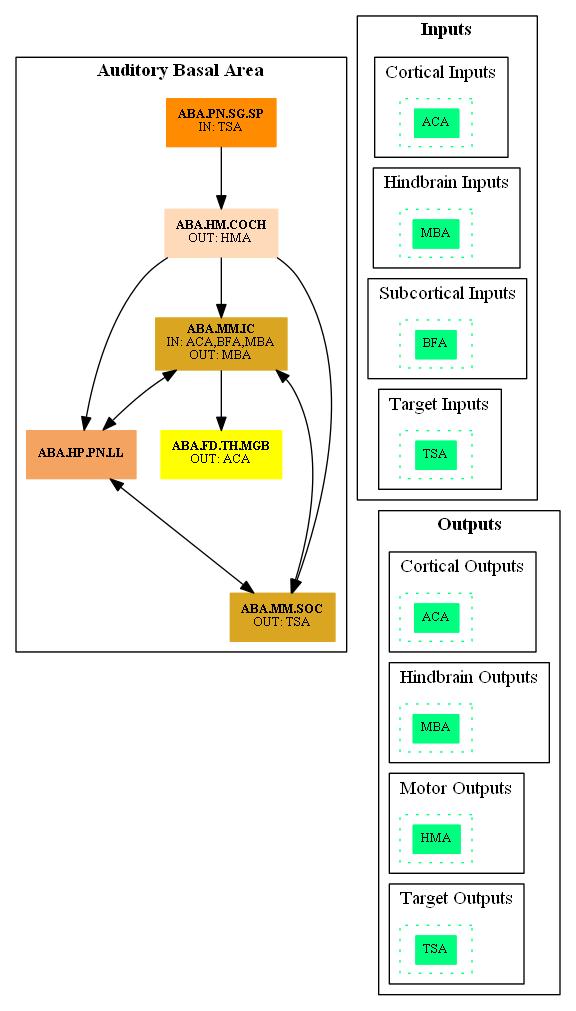 Auditory Basal Area
ABA.PN.SG.SP
IN: TSA
ABA.HM.COCH
OUT: HMA
ABA.MM.IC
IN: ACA,BFA,MBA
OUT: MBA
ABA.HP.PN.LL
ABA.FD.TH.MGB
OUT: ACA
ABA.MM.SOC
OUT: TSA
Inputs
Cortical Inputs
ACA
Hindbrain Inputs
MBA
Subcortical Inputs
BFA
Target Inputs
TSA
Outputs
Cortical Outputs
ACA
Hindbrain Outputs
MBA
Motor Outputs
HMA
Target Outputs
TSA